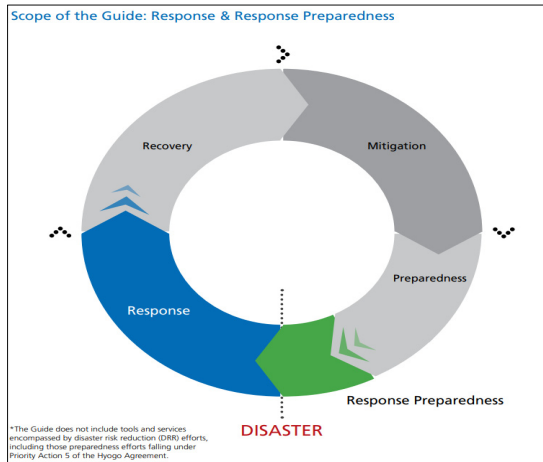 Scope of the Guide: Response & Response Preparedness
Recovery
Mitigation
Preparedness
Response
Response Preparedness
DISASTER
*The Guide does not include tools and services
encompassed by disaster risk reduction (DRR) efforts,
including those preparedness efforts falling under
Priority Action 5 of the Hyogo Agreement.